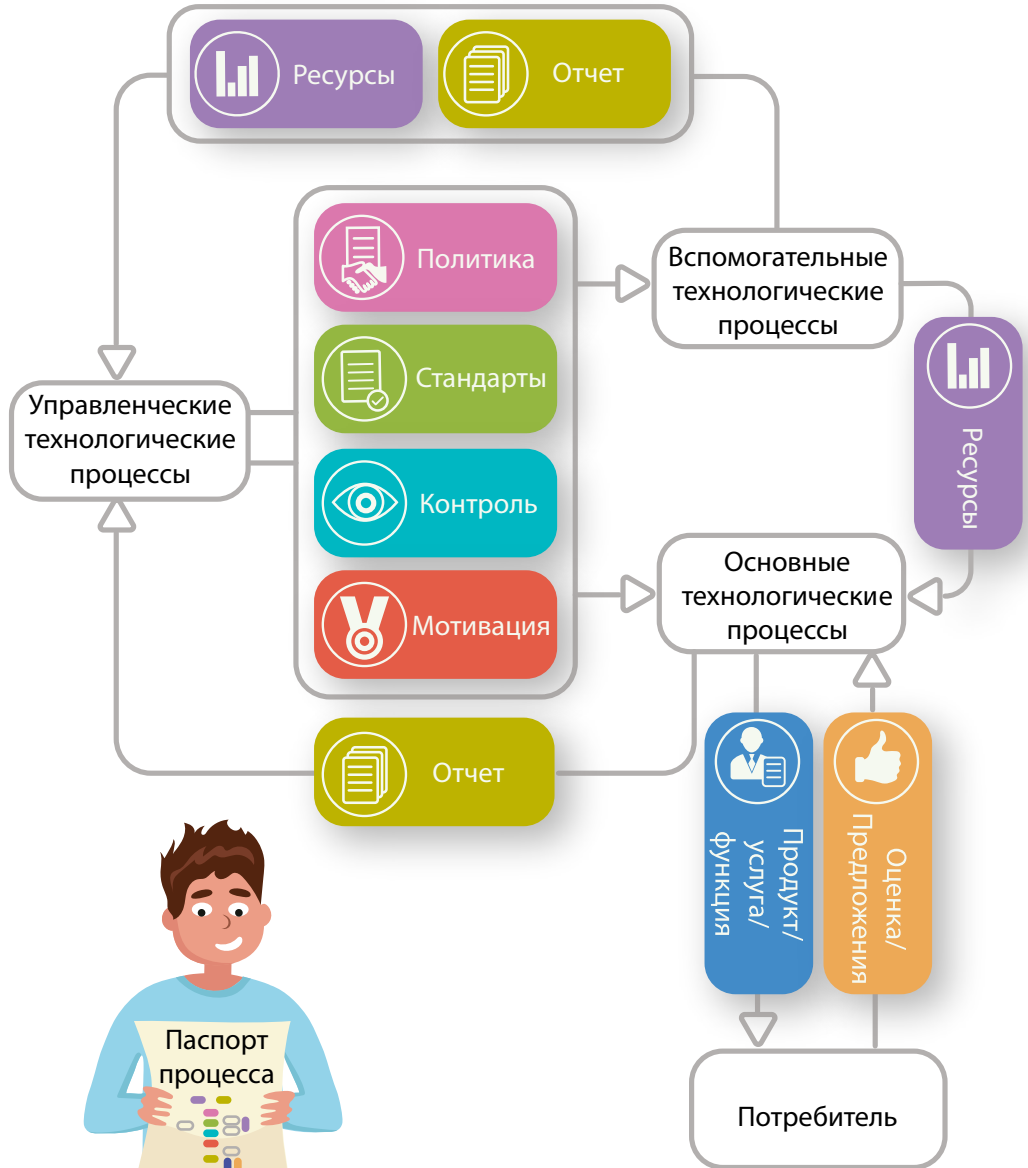 Ресурсы
Отчет
Политика
Стандарты
Контроль
Мотивация
Вспомогательные
технологические
процессы
Управленческие
технологические
процессы
Ресурсы
Основные
технологические
процессы
Отчет
Продукт/
услуга/
функция
Оценка/
Предложения
Паспорт
процесса
Потребитель